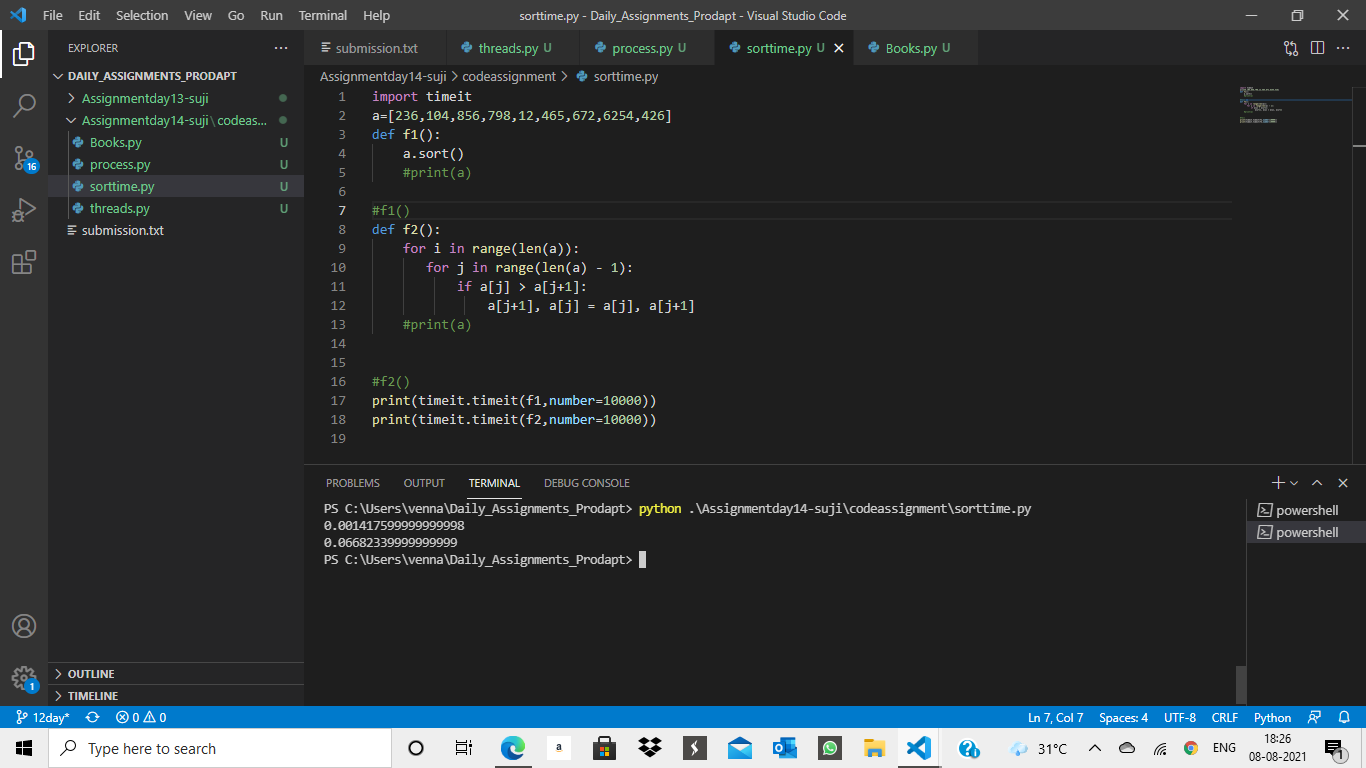 File Edit Selection View Go Run Terminal Help sorttime.py - Daily_Assignments_Prodapt - Visual Studio Code
EXPLORER
DAILY_ASSIGNMENTS_PRODAPT
Assignmentday13-suji
Assignmentday14-suji\codeas...
Books.py U
process.py U
sorttime.py U
threads.py U
submission.txt
OUTLINE
TIMELINE
16
1
submission.txt threads.py U process.py U sorttime.py U Books.py U
Assignmentday14-suji > codeassignment > sorttime.py
1 import timeit
2 a=[236,104,856,798,12,465,672,6254,426]
3 def f1():
4     a.sort()
5     #print(a)
6
7 #f1()
8 def f2():
9     for i in range(len(a)):
10        for j in range(len(a) - 1):
11            if a[j] > a[j+1]:
12                a[j+1], a[j] = a[j], a[j+1]
13    #print(a)
14
15
16 #f2()
17 print(timeit.timeit(f1,number=10000))
18 print(timeit.timeit(f2,number=10000))
19
PROBLEMS OUTPUT TERMINAL DEBUG CONSOLE
PS C:\Users\venna\Daily_Assignments_Prodapt> python .\Assignmentday14-suji\codeassignment\sorttime.py
0.001417599999999998
0.06682339999999999
PS C:\Users\venna\Daily_Assignments_Prodapt>
powershell
powershell
12day* 0 0 Ln 7, Col 7 Spaces: 4 UTF-8 CRLF Python
Type here to search a 31°C ENG 18:26
08-08-2021 1